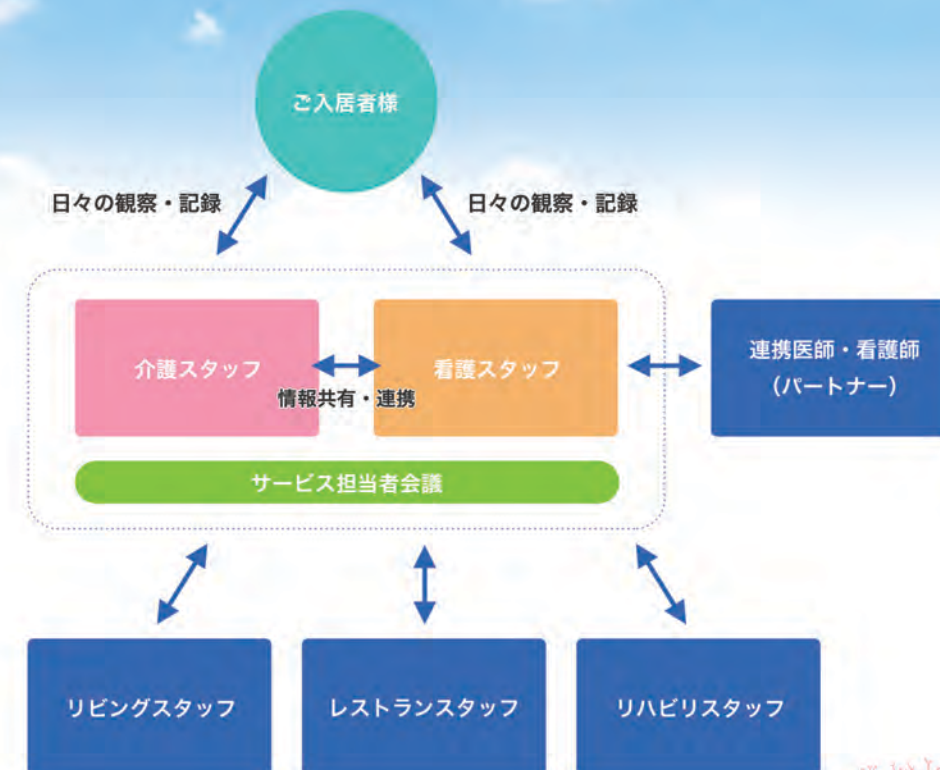 ご入居者様
日々の観察・記録
日々の観察・記録
介護スタッフ
看護スタッフ
情報共有・連携
連携医師・看護師
（パートナー）
サービス担当者会議
リビングスタッフ
レストランスタッフ
リハビリスタッフ